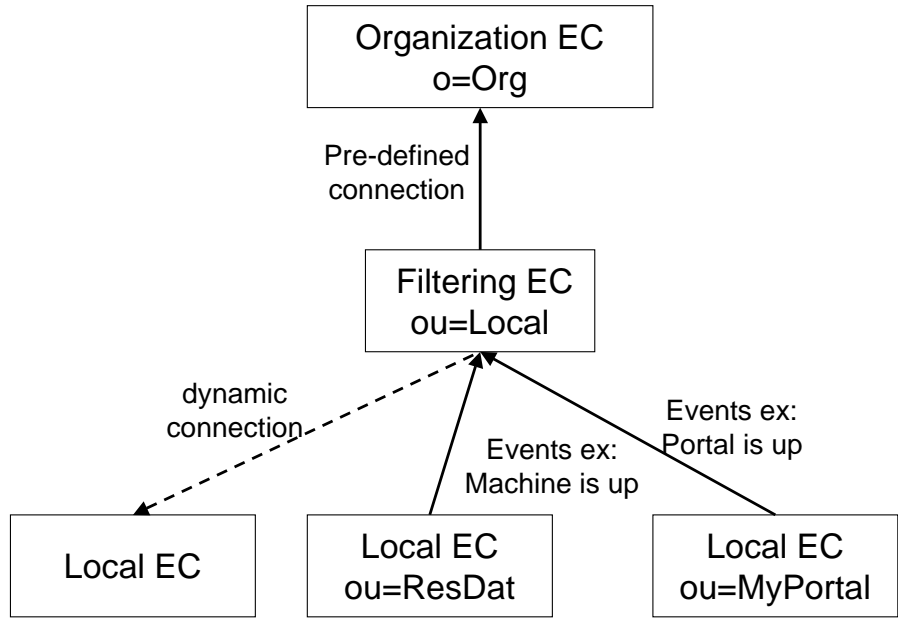 Organization EC
o=Org
Pre-defined
connection
Filtering EC
ou=Local
dynamic
connection
Events ex:
Portal is up
Events ex:
Machine is up
Local EC
Local EC
ou=ResDat
Local EC
ou=MyPortal